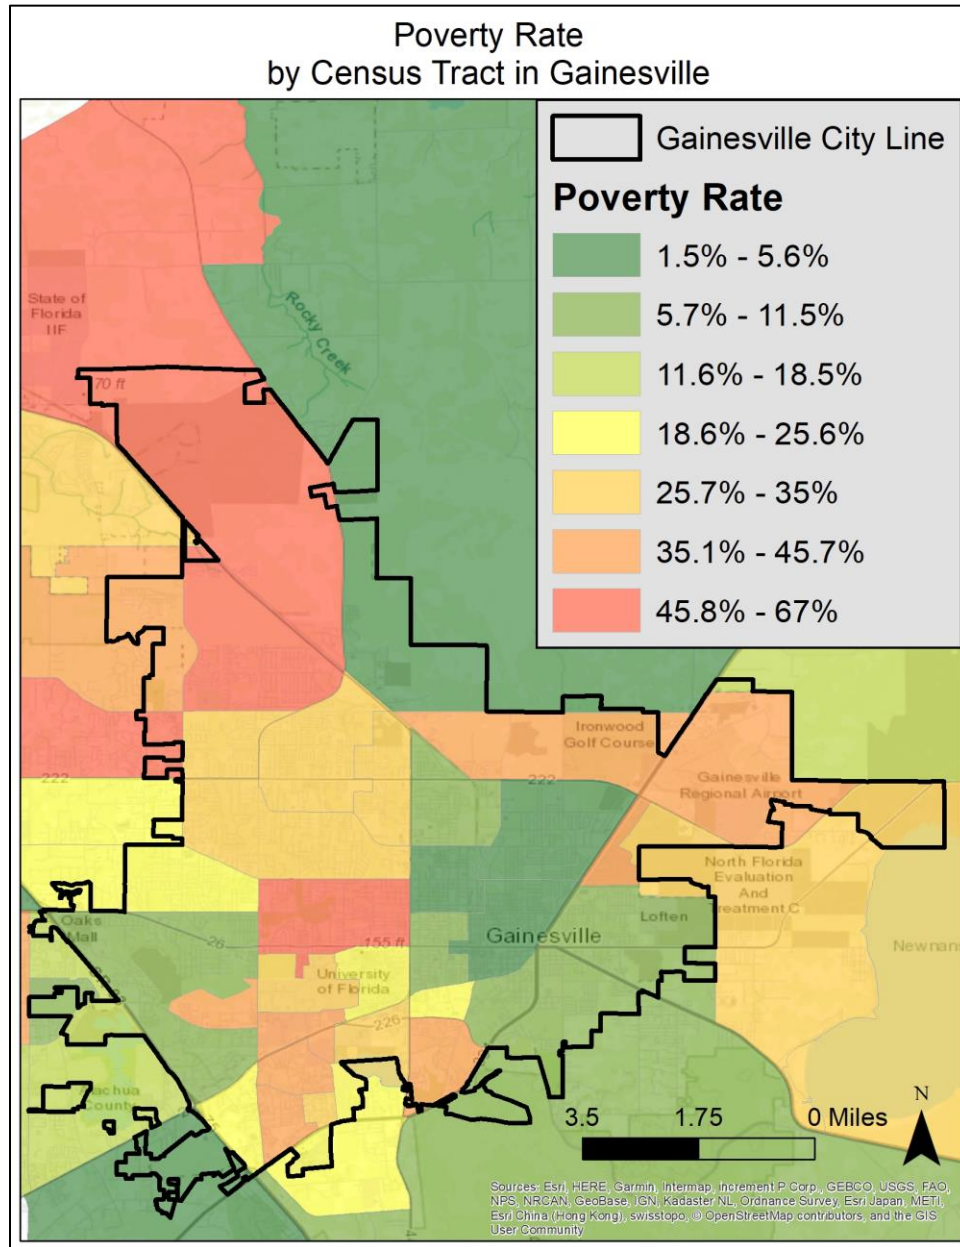 Poverty Rate
by Census Tract in Gainesville
Gainesville City Line
Poverty Rate
1.5% - 5.6%
5.7% - 11.5%
11.6% - 18.5%
18.6% - 25.6%
25.7% - 35%
35.1% - 45.7%
45.8% - 67%
State of
Florida
IIF
Rocky Creek
70 ft
Ironwood
Golf Course
222
222
Gainesville
Regional Airport
North Florida
Evaluation
And
Treatment C
Loften
Oaks
Mall
26
155 ft
Gainesville
Newnans
University
of Florida
226
Alachua
County
N
3.5 1.75 0 Miles
Sources: Esri, HERE, Garmin, Intermap, increment P Corp., GEBCO, USGS, FAO,
NPS, NRCAN, GeoBase, IGN, Kadaster NL, Ordnance Survey, Esri Japan, METI,
Esri China (Hong Kong), swisstopo, © OpenStreetMap contributors, and the GIS
User Community